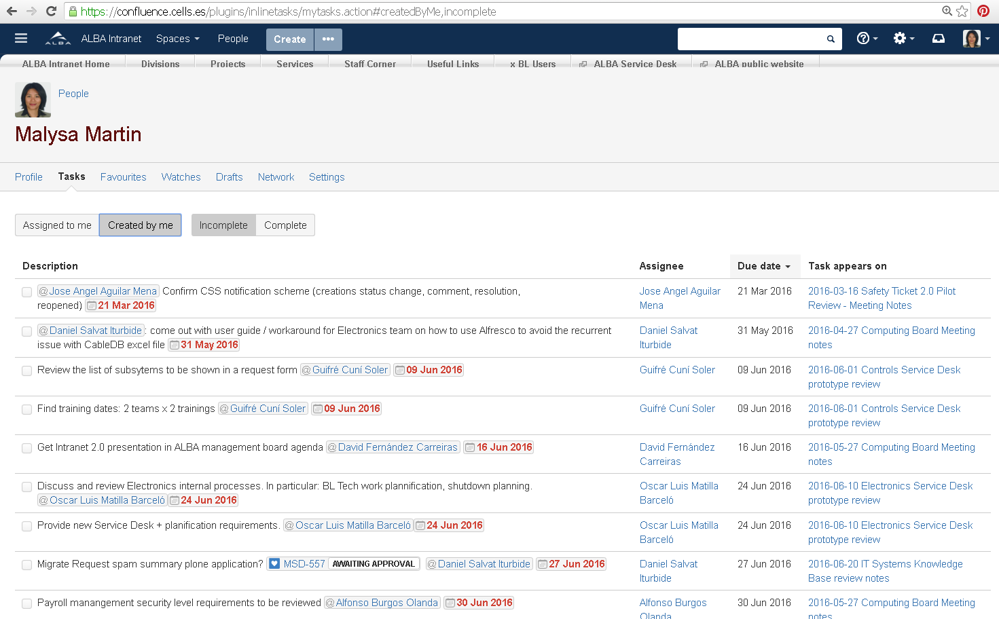 https://confluence.cells.es/plugins/inlinetasks/mytasks.action#createdByMe,incomplete
ALBA ALBA Intranet Spaces People Create •••
ALBA Intranet Home Divisions Projects Services Staff Corner Useful Links x BL Users ALBA Service Desk ALBA public website
People
Malysa Martin
Profile Tasks Favourites Watches Drafts Network Settings
Assigned to me Created by me Incomplete Complete
Description Assignee Due date Task appears on
@Jose Angel Aguilar Mena Confirm CSS notification scheme (creations status change, comment, resolution, Jose Angel Aguilar 21 Mar 2016 2016-03-16 Safety Ticket 2.0 Pilot
reopened) 21 Mar 2016 Mena Review - Meeting Notes
@Daniel Salvat Iturbide: come out with user guide / workaround for Electronics team on how to use Alfresco to avoid the recurrent Daniel Salvat 31 May 2016 2016-04-27 Computing Board Meeting
issue with CableDB excel file 31 May 2016 Iturbide notes
Review the list of subsytems to be shown in a request form @Guifré Cuní Soler 09 Jun 2016 Guifré Cuní Soler 09 Jun 2016 2016-06-01 Controls Service Desk
prototype review
Find training dates: 2 teams x 2 trainings @Guifré Cuní Soler 09 Jun 2016 Guifré Cuní Soler 09 Jun 2016 2016-06-01 Controls Service Desk
prototype review
Get Intranet 2.0 presentation in ALBA management board agenda @David Fernández Carreiras 16 Jun 2016 David Fernández 16 Jun 2016 2016-05-27 Computing Board Meeting
Carreiras notes
Discuss and review Electronics internal processes. In particular: BL Tech work plannification, shutdown planning. Oscar Luis Matilla 24 Jun 2016 2016-06-10 Electronics Service Desk
@Oscar Luis Matilla Barceló 24 Jun 2016 Barceló prototype review
Provide new Service Desk + planification requirements. @Oscar Luis Matilla Barceló 24 Jun 2016 Oscar Luis Matilla 24 Jun 2016 2016-06-10 Electronics Service Desk
Barceló prototype review
Migrate Request spam summary plone application? MSD-557 AWAITING APPROVAL @Daniel Salvat Iturbide 27 Jun 2016 Daniel Salvat 27 Jun 2016 2016-06-20 IT Systems Knowledge
Iturbide Base review notes
Payroll manangement security level requirements to be reviewed @Alfonso Burgos Olanda 30 Jun 2016 Alfonso Burgos 30 Jun 2016 2016-05-27 Computing Board Meeting
Olanda notes